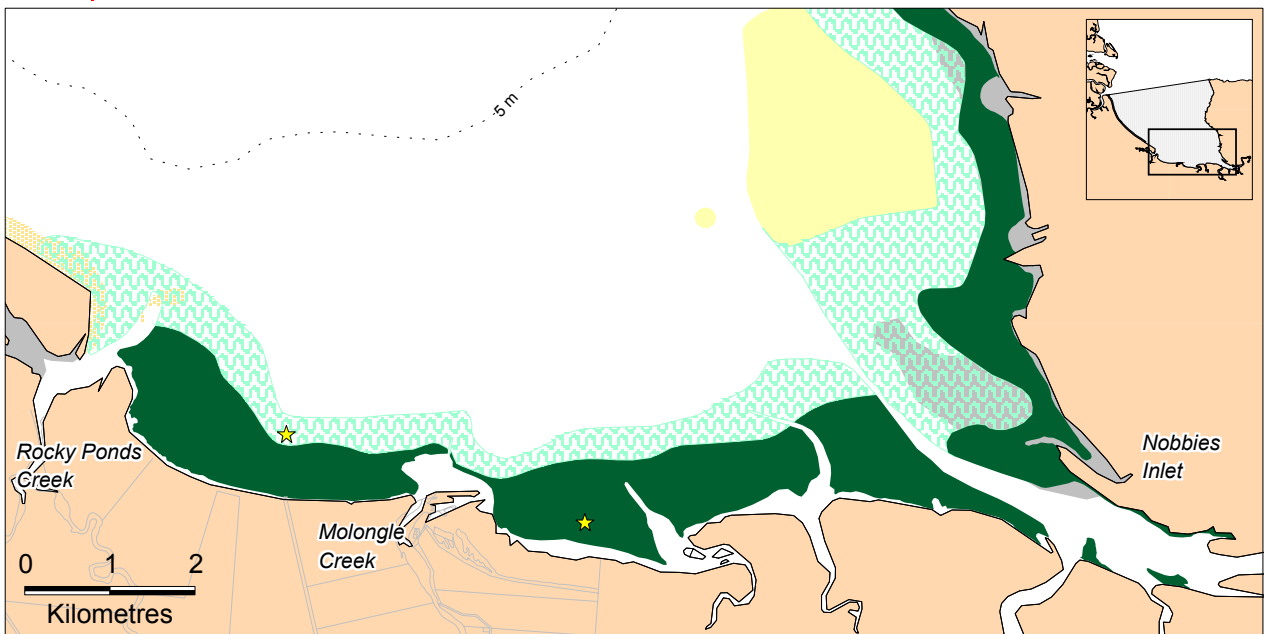 -5 m
Rocky Ponds
Creek
Molongle
Creek
Nobbies
Inlet
0 1 2
Kilometres